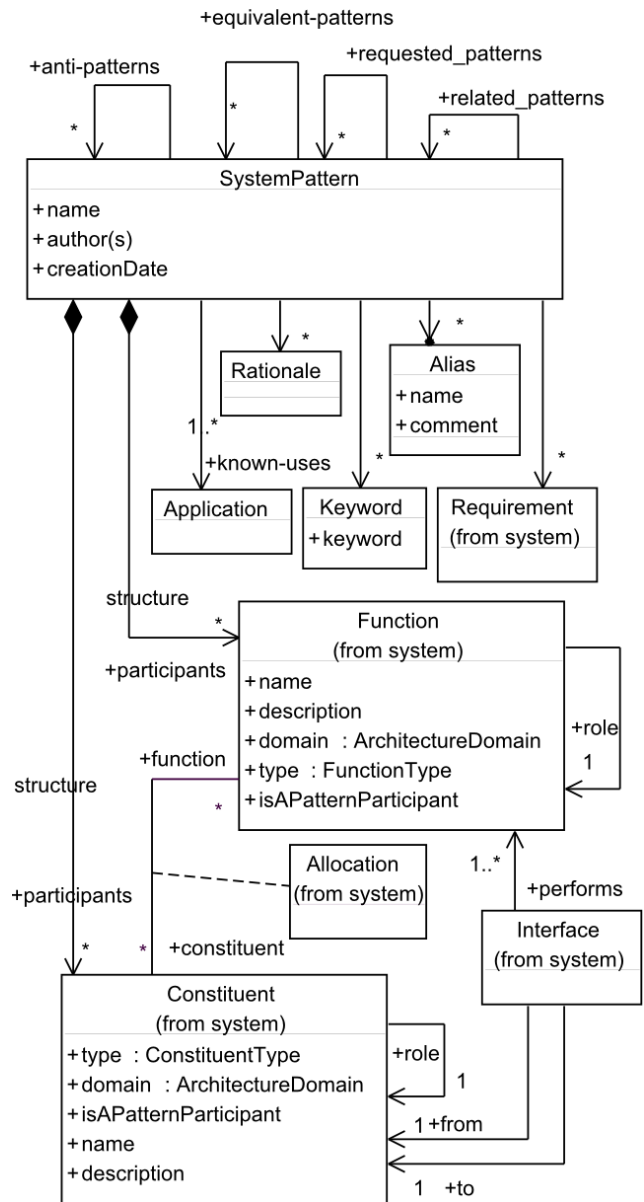 +equivalent-patterns
+anti-patterns
+requested_patterns
+related_patterns
*
*
*
*
SystemPattern
+name
+author(s)
+creationDate
*
*
Rationale
Alias
+name
+comment
1..*
+known-uses
*
*
Application
Keyword
+keyword
Requirement
(from system)
structure
*
+participants
Function
(from system)
+name
+description
+domain : ArchitectureDomain
+type : FunctionType
+isAPatternParticipant
+role
1
+function
*
structure
Allocation
(from system)
1..*
+performs
+participants
*
*
+constituent
Interface
(from system)
Constituent
(from system)
+type : ConstituentType
+domain : ArchitectureDomain
+isAPatternParticipant
+name
+description
+role
1
1 +from
1 +to